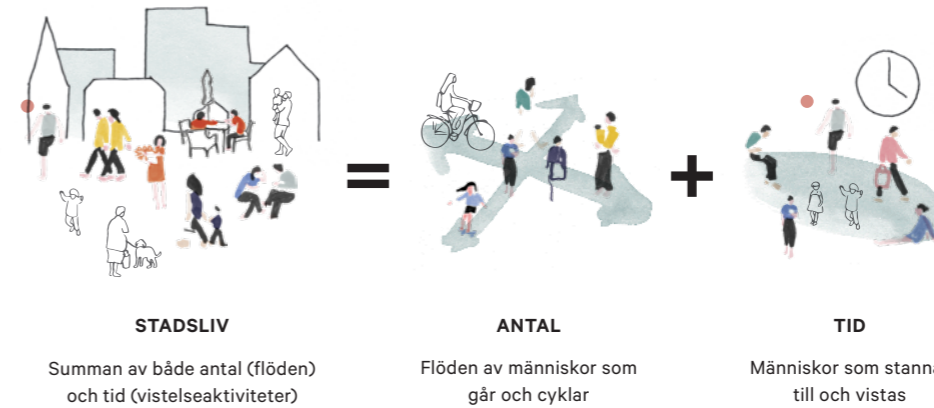 =
+
STADSLIV
Summan av både antal (flöden)
och tid (vistelseaktiviteter)
ANTAL
Flöden av människor som
går och cyklar
TID
Människor som stanna
till och vistas